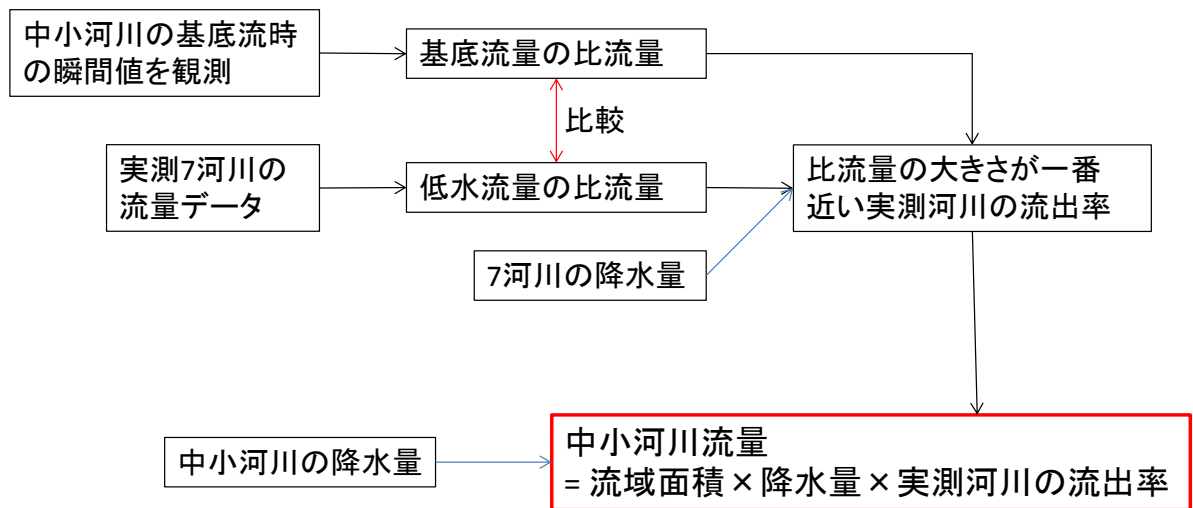 中小河川の基底流時
の瞬間値を観測
基底流量の比流量
比較
実測7河川の
流量データ
低水流量の比流量
比流量の大きさが一番
近い実測河川の流出率
7河川の降水量
中小河川の降水量
中小河川流量
= 流域面積×降水量×実測河川の流出率